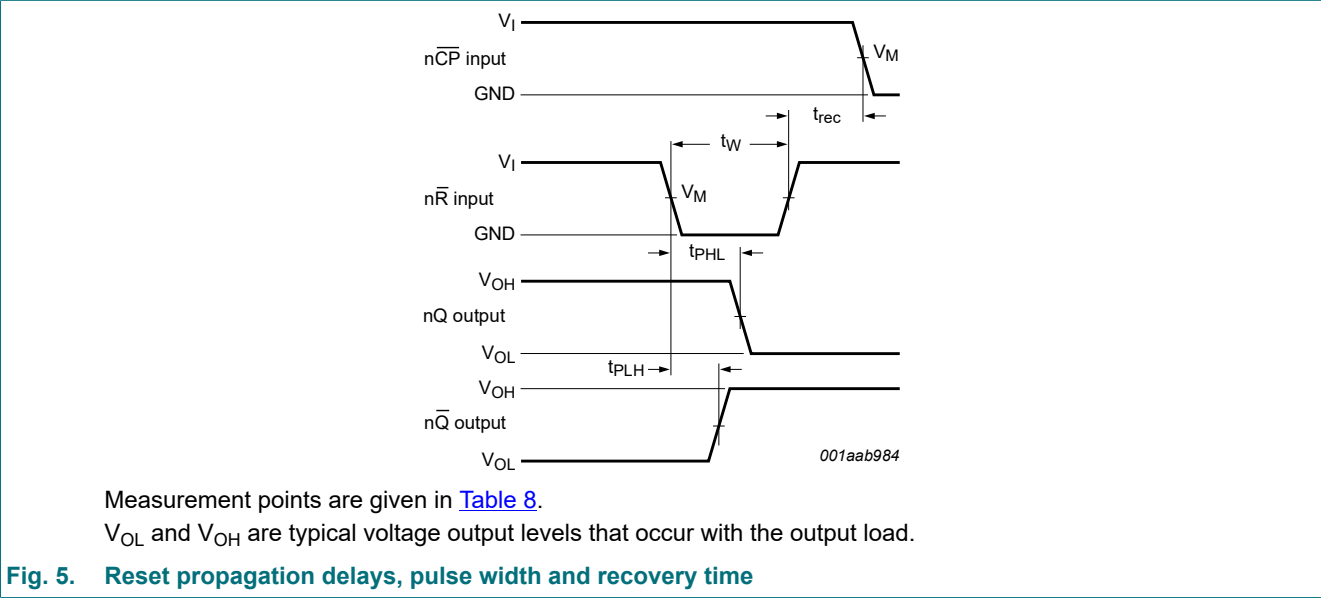 VI
nC̅P̅ input
VM
GND
trec
tW
VI
nR̅ input
VM
GND
tPHL
VOH
nQ output
VOL
tPLH
VOH
nQ̅ output
VOL
001aab984
Measurement points are given in Table 8.
VOL and VOH are typical voltage output levels that occur with the output load.
Fig. 5. Reset propagation delays, pulse width and recovery time